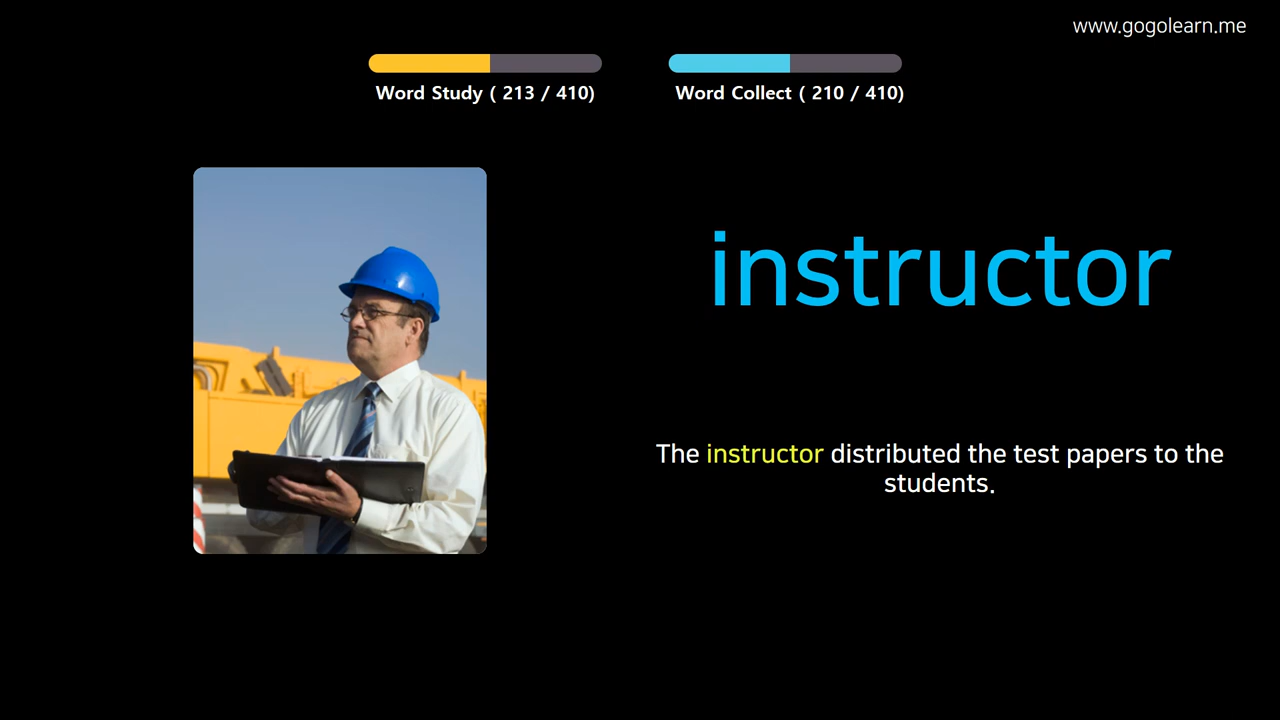 www.gogolearn.me
Word Study ( 213 / 410)
Word Collect ( 210 / 410)
instructor
The instructor distributed the test papers to the
students.